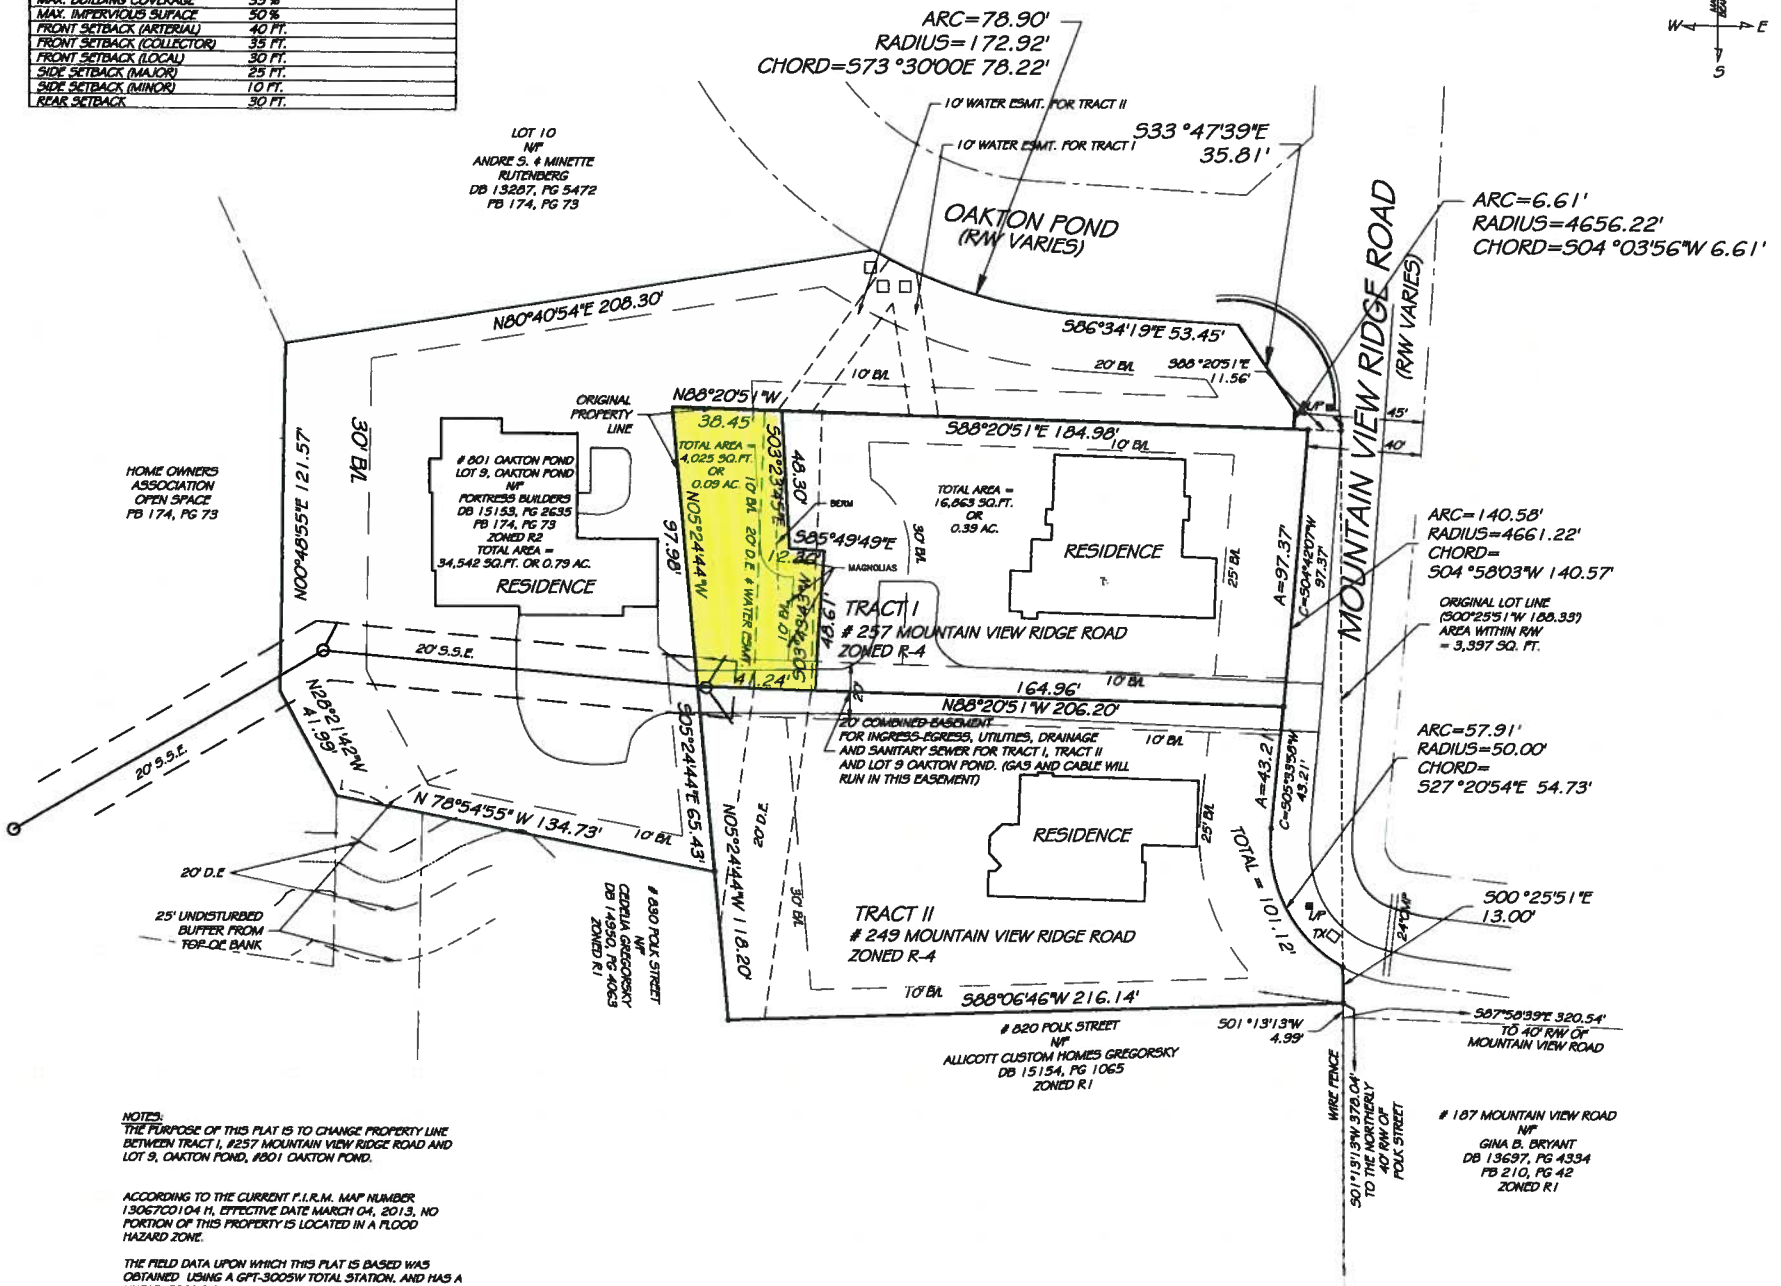 MAX. BUILDING COVERAGE 35 %
MAX. IMPERVIOUS SUFACE 50 %
FRONT SETBACK (ARTERIAL) 40 FT.
FRONT SETBACK (COLLECTOR) 35 FT.
FRONT SETBACK (LOCAL) 30 FT.
SIDE SETBACK (MAJOR) 25 FT.
SIDE SETBACK (MINOR) 10 FT.
REAR SETBACK 30 FT.
W E
S
ARC=78.90'
RADIUS=172.92'
CHORD=S73°30'00E 78.22'
10' WATER ESMT. FOR TRACT II
10' WATER ESMT. FOR TRACT I
S33°47'39"E
35.81'
LOT 10
N/F
ANDRE S. & MINETTE
RUTENBERG
DB 13287, PG 5472
PB 174, PG 73
OAKTON POND
(R/W VARIES)
ARC=6.61'
RADIUS=4656.22'
CHORD=S04°03'56"W 6.61'
MOUNTAIN VIEW RIDGE ROAD
(R/W VARIES)
N80°40'54"E 208.30'
S86°34'19"E 53.45'
S88°20'51"E
11.56'
20' B/L
10' B/L
UP
45'
40'
ORIGINAL
PROPERTY
LINE
N88°20'51"W
38.45'
S88°20'51"E 184.98'
10' B/L
30' B/L
N00°48'55"E 121.57'
HOME OWNERS
ASSOCIATION
OPEN SPACE
PB 174, PG 73
# 801 OAKTON POND
LOT 9, OAKTON POND
N/F
FORTRESS BUILDERS
DB 15153, PG 2635
PB 174, PG 73
ZONED R2
TOTAL AREA =
34,542 SQ.FT. OR 0.79 AC.
RESIDENCE
TOTAL AREA =
4,025 SQ.FT.
OR
0.09 AC.
S03°23'45"E
48.30'
N05°24'44"W
97.98'
10' B/L
20' D.E. & WATER ESMT.
BERM
S85°49'49"E
12.20'
MAGNOLIAS
10' B/L
48.91'
41.24'
TOTAL AREA =
16,863 SQ.FT.
OR
0.39 AC.
30' B/L
RESIDENCE
25' B/L
A=97.37'
C=S04°42'07"W
97.37'
ARC=140.58'
RADIUS=4661.22'
CHORD=
S04°58'03"W 140.57'
ORIGINAL LOT LINE
(S00°25'51"W 188.33')
AREA WITHIN R/W
= 3,397 SQ. FT.
TRACT I
# 257 MOUNTAIN VIEW RIDGE ROAD
ZONED R-4
20' S.S.E.
20'
10' B/L
164.96'
N88°20'51"W 206.20'
20' COMBINED EASEMENT
FOR INGRESS-EGRESS, UTILITIES, DRAINAGE
AND SANITARY SEWER FOR TRACT I, TRACT II
AND LOT 9 OAKTON POND. (GAS AND CABLE WILL
RUN IN THIS EASEMENT)
10' B/L
N28°21'42"W
41.99'
20' S.S.E.
S05°24'44"E 65.43'
N 78°54'55" W 134.73'
10' B/L
N05°24'44"W 118.20'
20' D.E.
30' B/L
RESIDENCE
25' B/L
A=43.21
C=S05°33'58"W
43.21'
TOTAL = 101.12'
ARC=57.91'
RADIUS=50.00'
CHORD=
S27°20'54"E 54.73'
20' D.E
25' UNDISTURBED
BUFFER FROM
TOP OF BANK
# 830 POLK STREET
N/F
CEDELIA GREGORSKY
DB 14950, PG 4063
ZONED R1
TRACT II
# 249 MOUNTAIN VIEW RIDGE ROAD
ZONED R-4
UP
TX
24" CMP
S00°25'51"E
13.00'
10' B/L
S88°06'46"W 216.14'
# 820 POLK STREET
N/F
ALLICOTT CUSTOM HOMES GREGORSKY
DB 15154, PG 1065
ZONED R1
S01°13'13"W
4.99'
S87°58'39"E 320.54'
TO 40' R/W OF
MOUNTAIN VIEW ROAD
WIRE FENCE
S01°13'13"W 378.04'
TO THE NORTHERLY
40' R/W OF
POLK STREET
# 187 MOUNTAIN VIEW ROAD
N/F
GINA B. BRYANT
DB 13697, PG 4334
PB 210, PG 42
ZONED R1
NOTES:
THE PURPOSE OF THIS PLAT IS TO CHANGE PROPERTY LINE
BETWEEN TRACT I, #257 MOUNTAIN VIEW RIDGE ROAD AND
LOT 9, OAKTON POND, #801 OAKTON POND.
ACCORDING TO THE CURRENT F.I.R.M. MAP NUMBER
13067C0104 H, EFFECTIVE DATE MARCH 04, 2013, NO
PORTION OF THIS PROPERTY IS LOCATED IN A FLOOD
HAZARD ZONE.
THE FIELD DATA UPON WHICH THIS PLAT IS BASED WAS
OBTAINED USING A GPT-3005W TOTAL STATION, AND HAS A